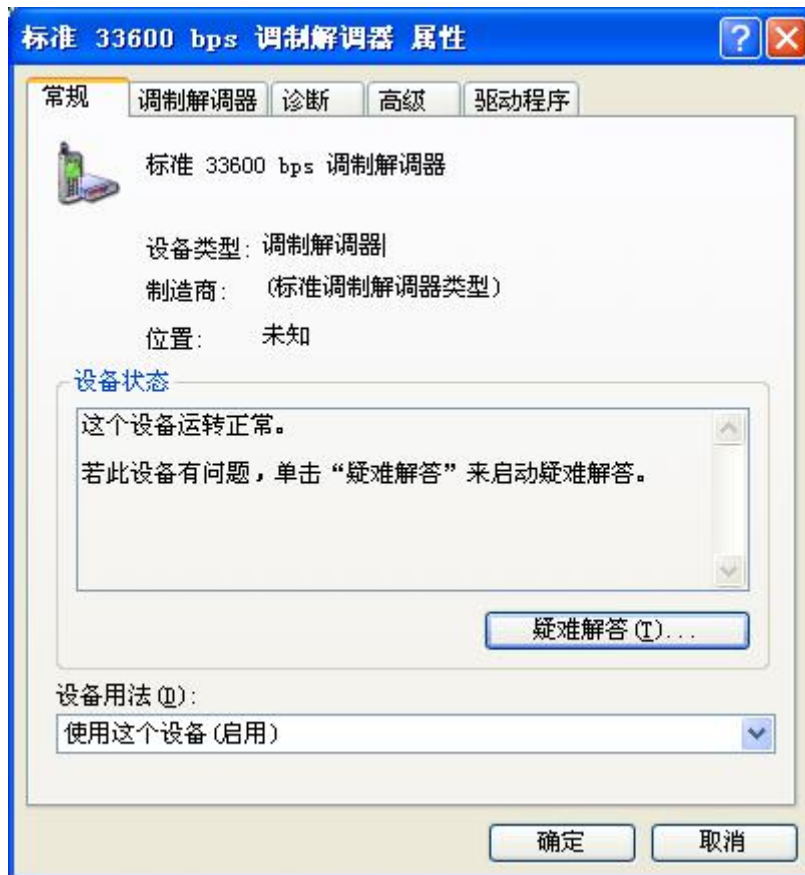 标准 33600 bps 调制解调器 属性
常规 调制解调器 诊断 高级 驱动程序
标准 33600 bps 调制解调器
设备类型: 调制解调器
制造商: (标准调制解调器类型)
位置: 未知
设备状态
这个设备运转正常。
若此设备有问题，单击“疑难解答”来启动疑难解答。
疑难解答(T)...
设备用法(D):
使用这个设备(启用)
确定 取消